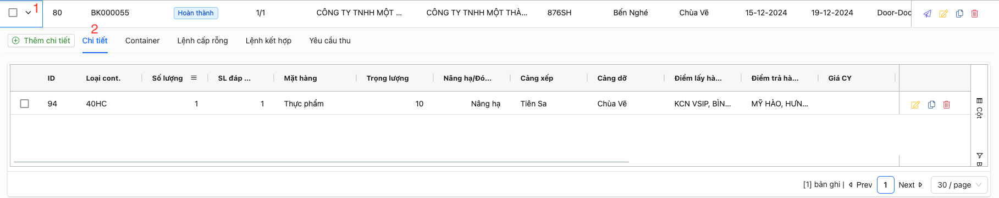 1
80 BK000055 Hoàn thành 1/1 CÔNG TY TNHH MỘT ... CÔNG TY TNHH MỘT THÀ... 876SH Bến Nghé Chùa Vẽ 15-12-2024 19-12-2024 Door-Doo
2
Thêm chi tiết Chi tiết Container Lệnh cấp rỗng Lệnh kết hợp Yêu cầu thu
ID Loại cont. Số lượng SL đáp ... Mặt hàng Trọng lượng Nâng hạ/Đó... Cảng xếp Cảng dỡ Điểm lấy hà... Điểm trả hà... Giá CY
94 40HC 1 1 Thực phẩm 10 Nâng hạ Tiên Sa Chùa Vẽ KCN VSIP, BÌN... MỸ HÀO, HƯN...
Cột
B
[1] bản ghi | Prev 1 Next 30 / page